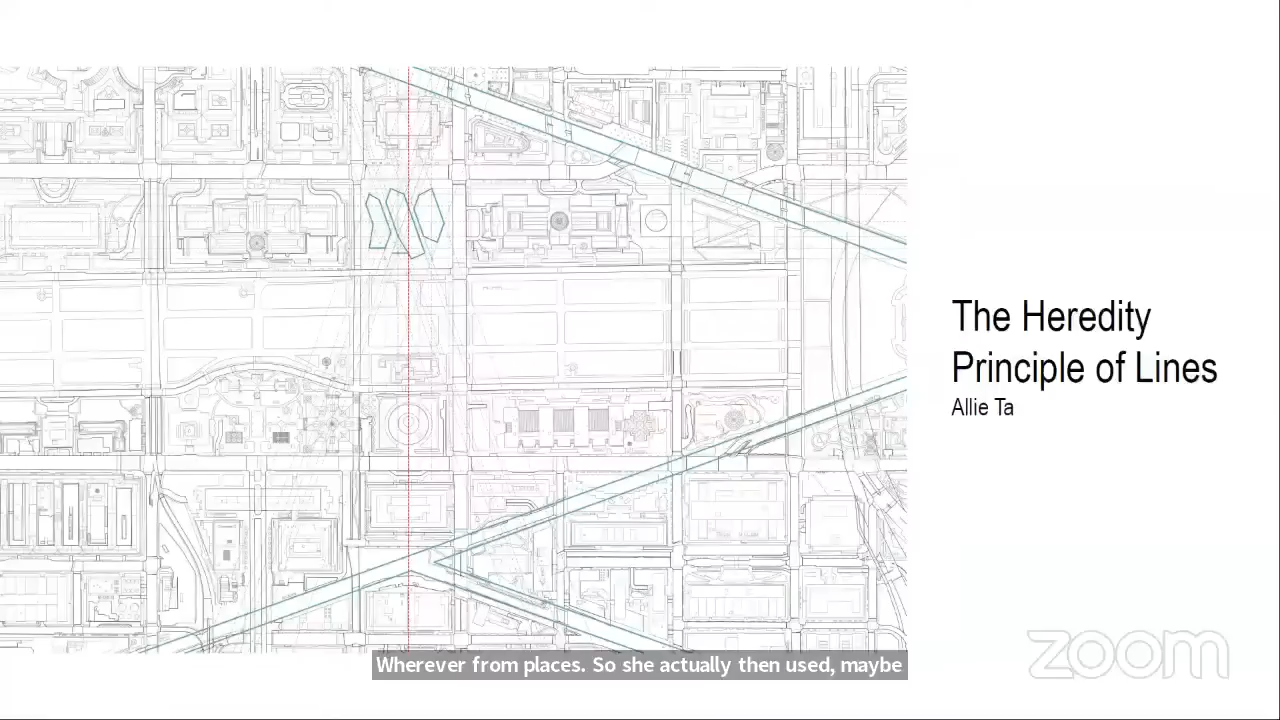 The Heredity
Principle of Lines
Allie Ta
Wherever from places. So she actually then used, maybe
zoom